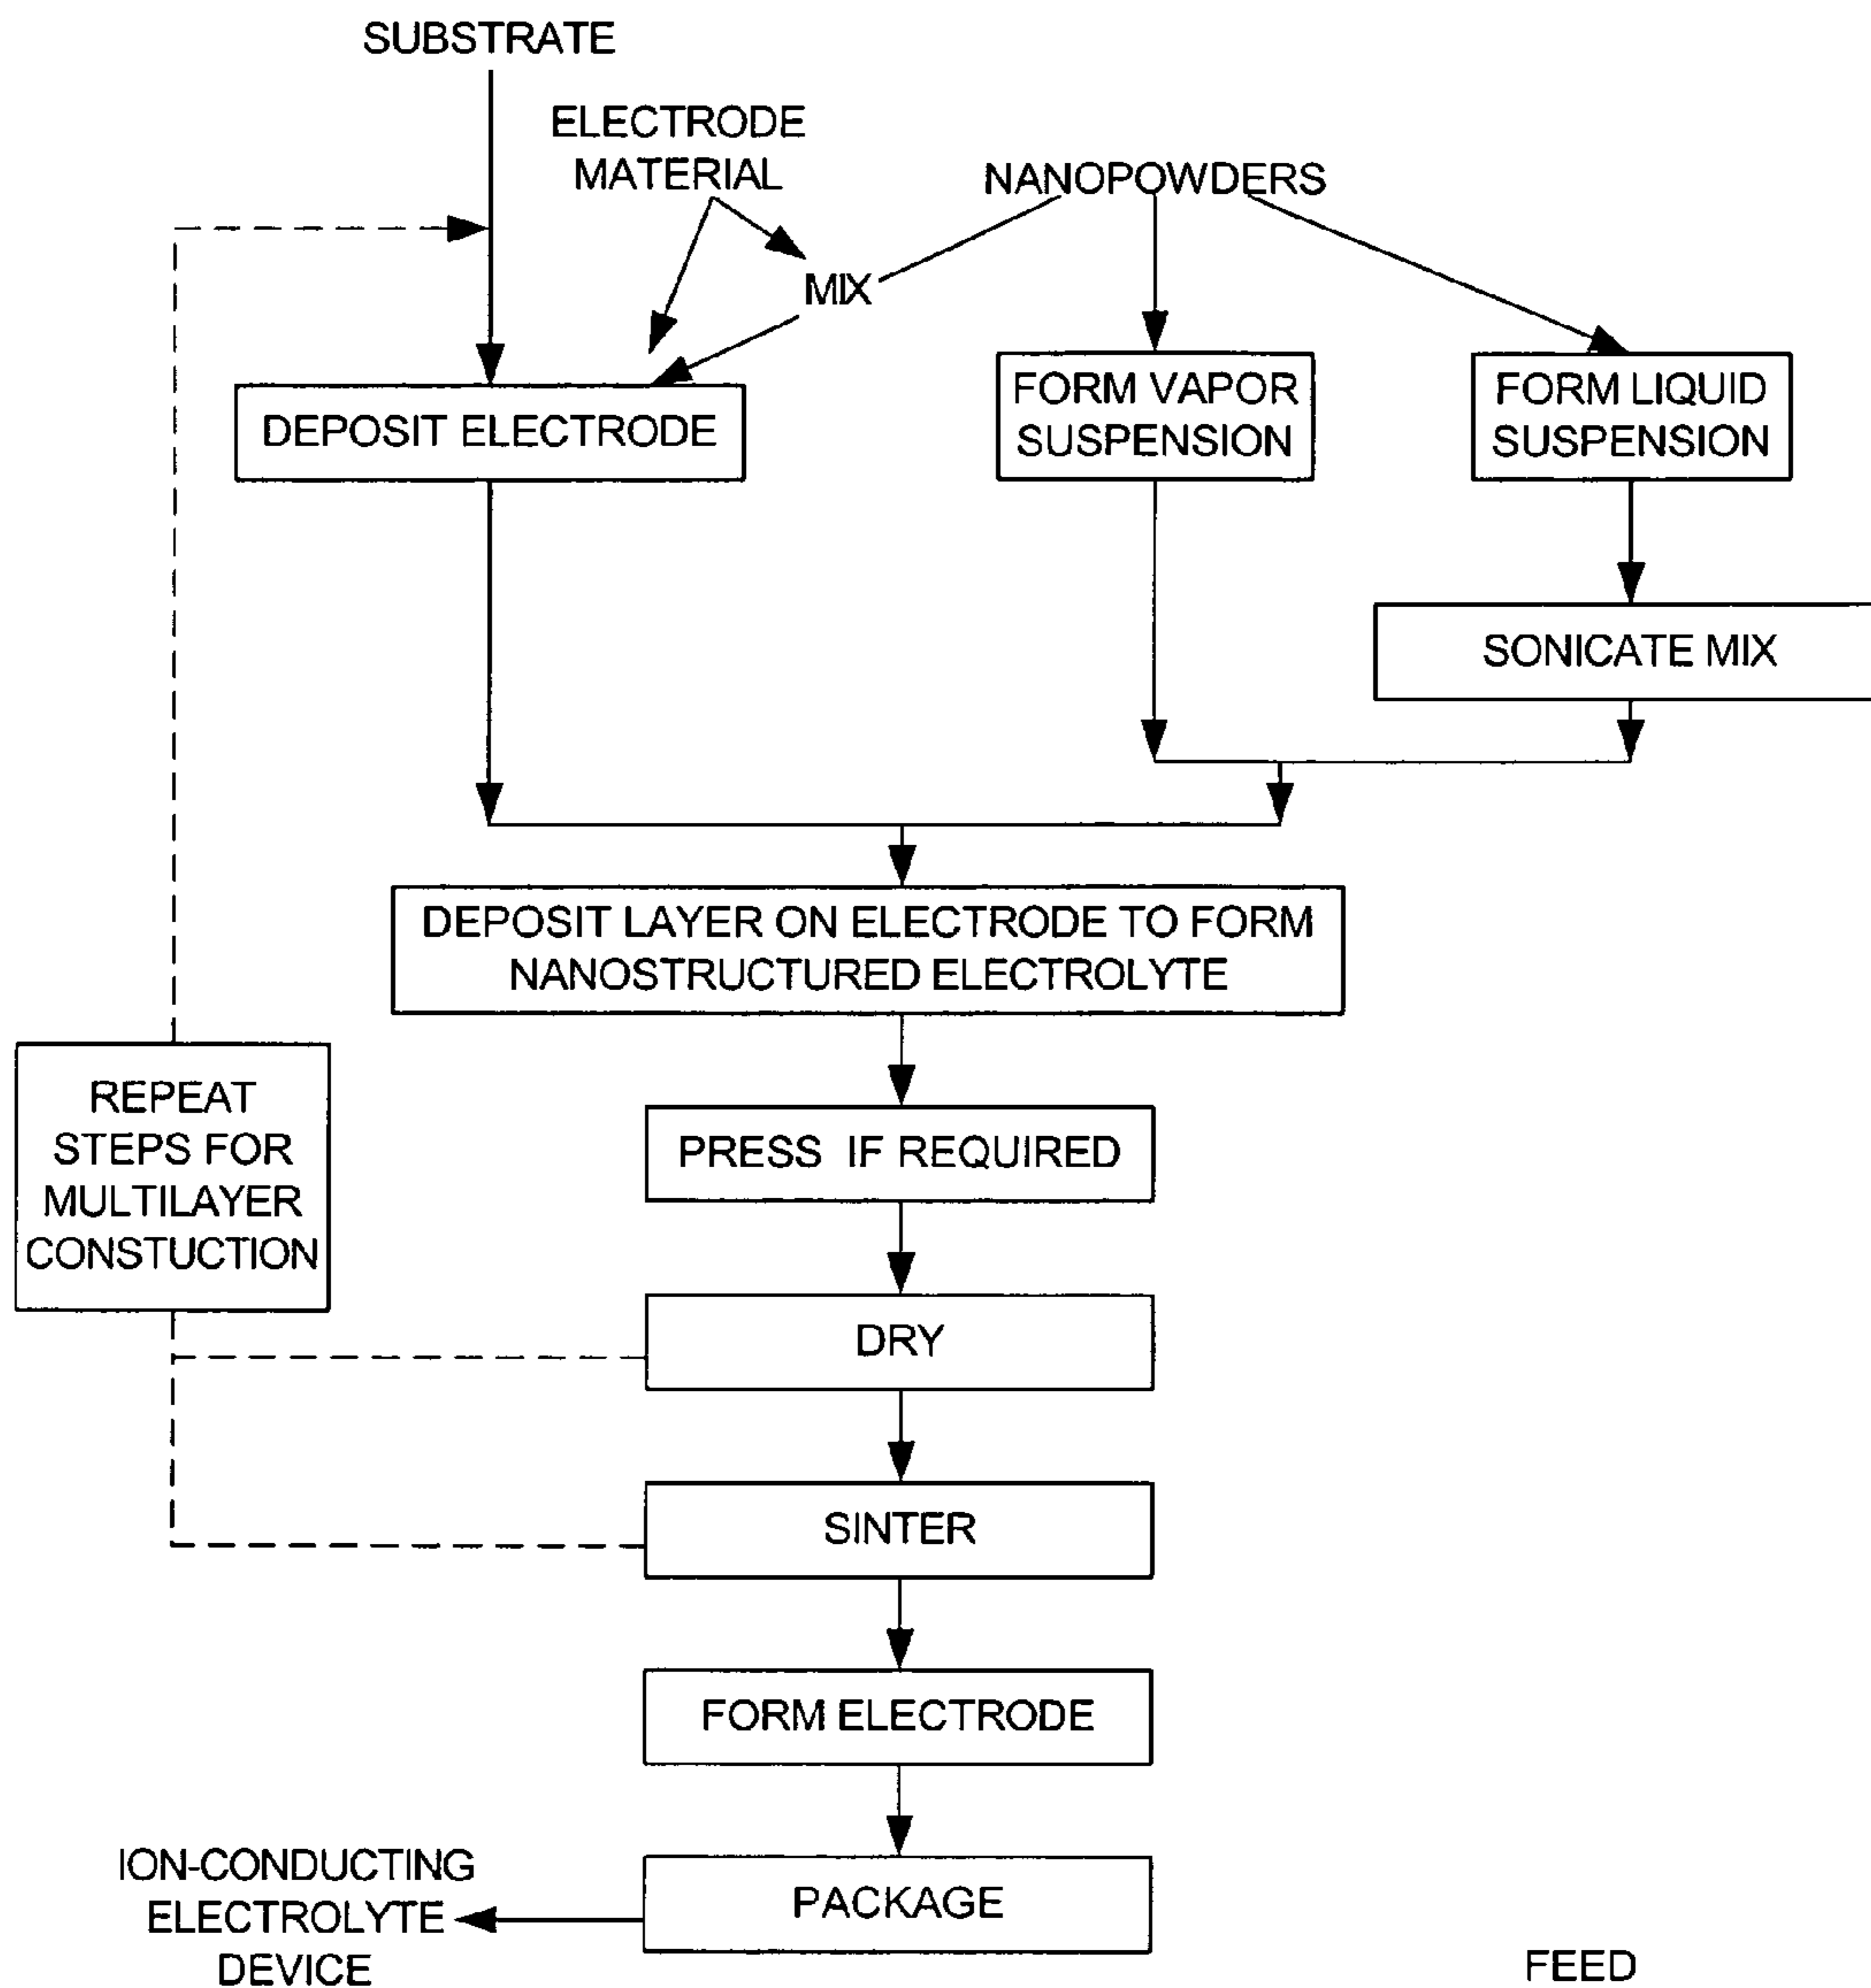 SUBSTRATE
ELECTRODE
MATERIAL
NANOPOWDERS
MIX
DEPOSIT ELECTRODE
FORM VAPOR
SUSPENSION
FORM LIQUID
SUSPENSION
SONICATE MIX
DEPOSIT LAYER ON ELECTRODE TO FORM
NANOSTRUCTURED ELECTROLYTE
REPEAT
STEPS FOR
MULTILAYER
CONSTUCTION
PRESS IF REQUIRED
DRY
SINTER
FORM ELECTRODE
PACKAGE
ION-CONDUCTING
ELECTROLYTE
DEVICE
FEED